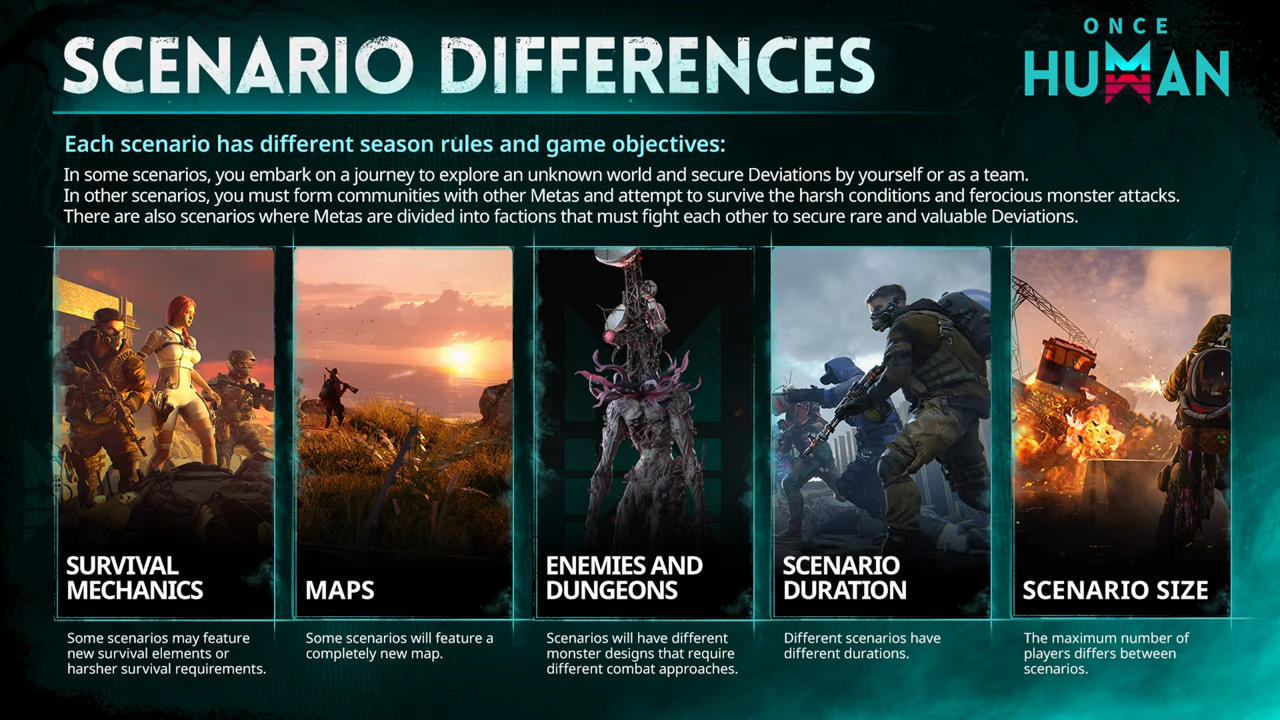 SCENARIO DIFFERENCES
ONCE
HUMAN
Each scenario has different season rules and game objectives:
In some scenarios, you embark on a journey to explore an unknown world and secure Deviations by yourself or as a team.
In other scenarios, you must form communities with other Metas and attempt to survive the harsh conditions and ferocious monster attacks.
There are also scenarios where Metas are divided into factions that must fight each other to secure rare and valuable Deviations.
SURVIVAL
MECHANICS
Some scenarios may feature
new survival elements or
harsher survival requirements.
MAPS
Some scenarios will feature a
completely new map.
ENEMIES AND
DUNGEONS
Scenarios will have different
monster designs that require
different combat approaches.
SCENARIO
DURATION
Different scenarios have
different durations.
SCENARIO SIZE
The maximum number of
players differs between
scenarios.